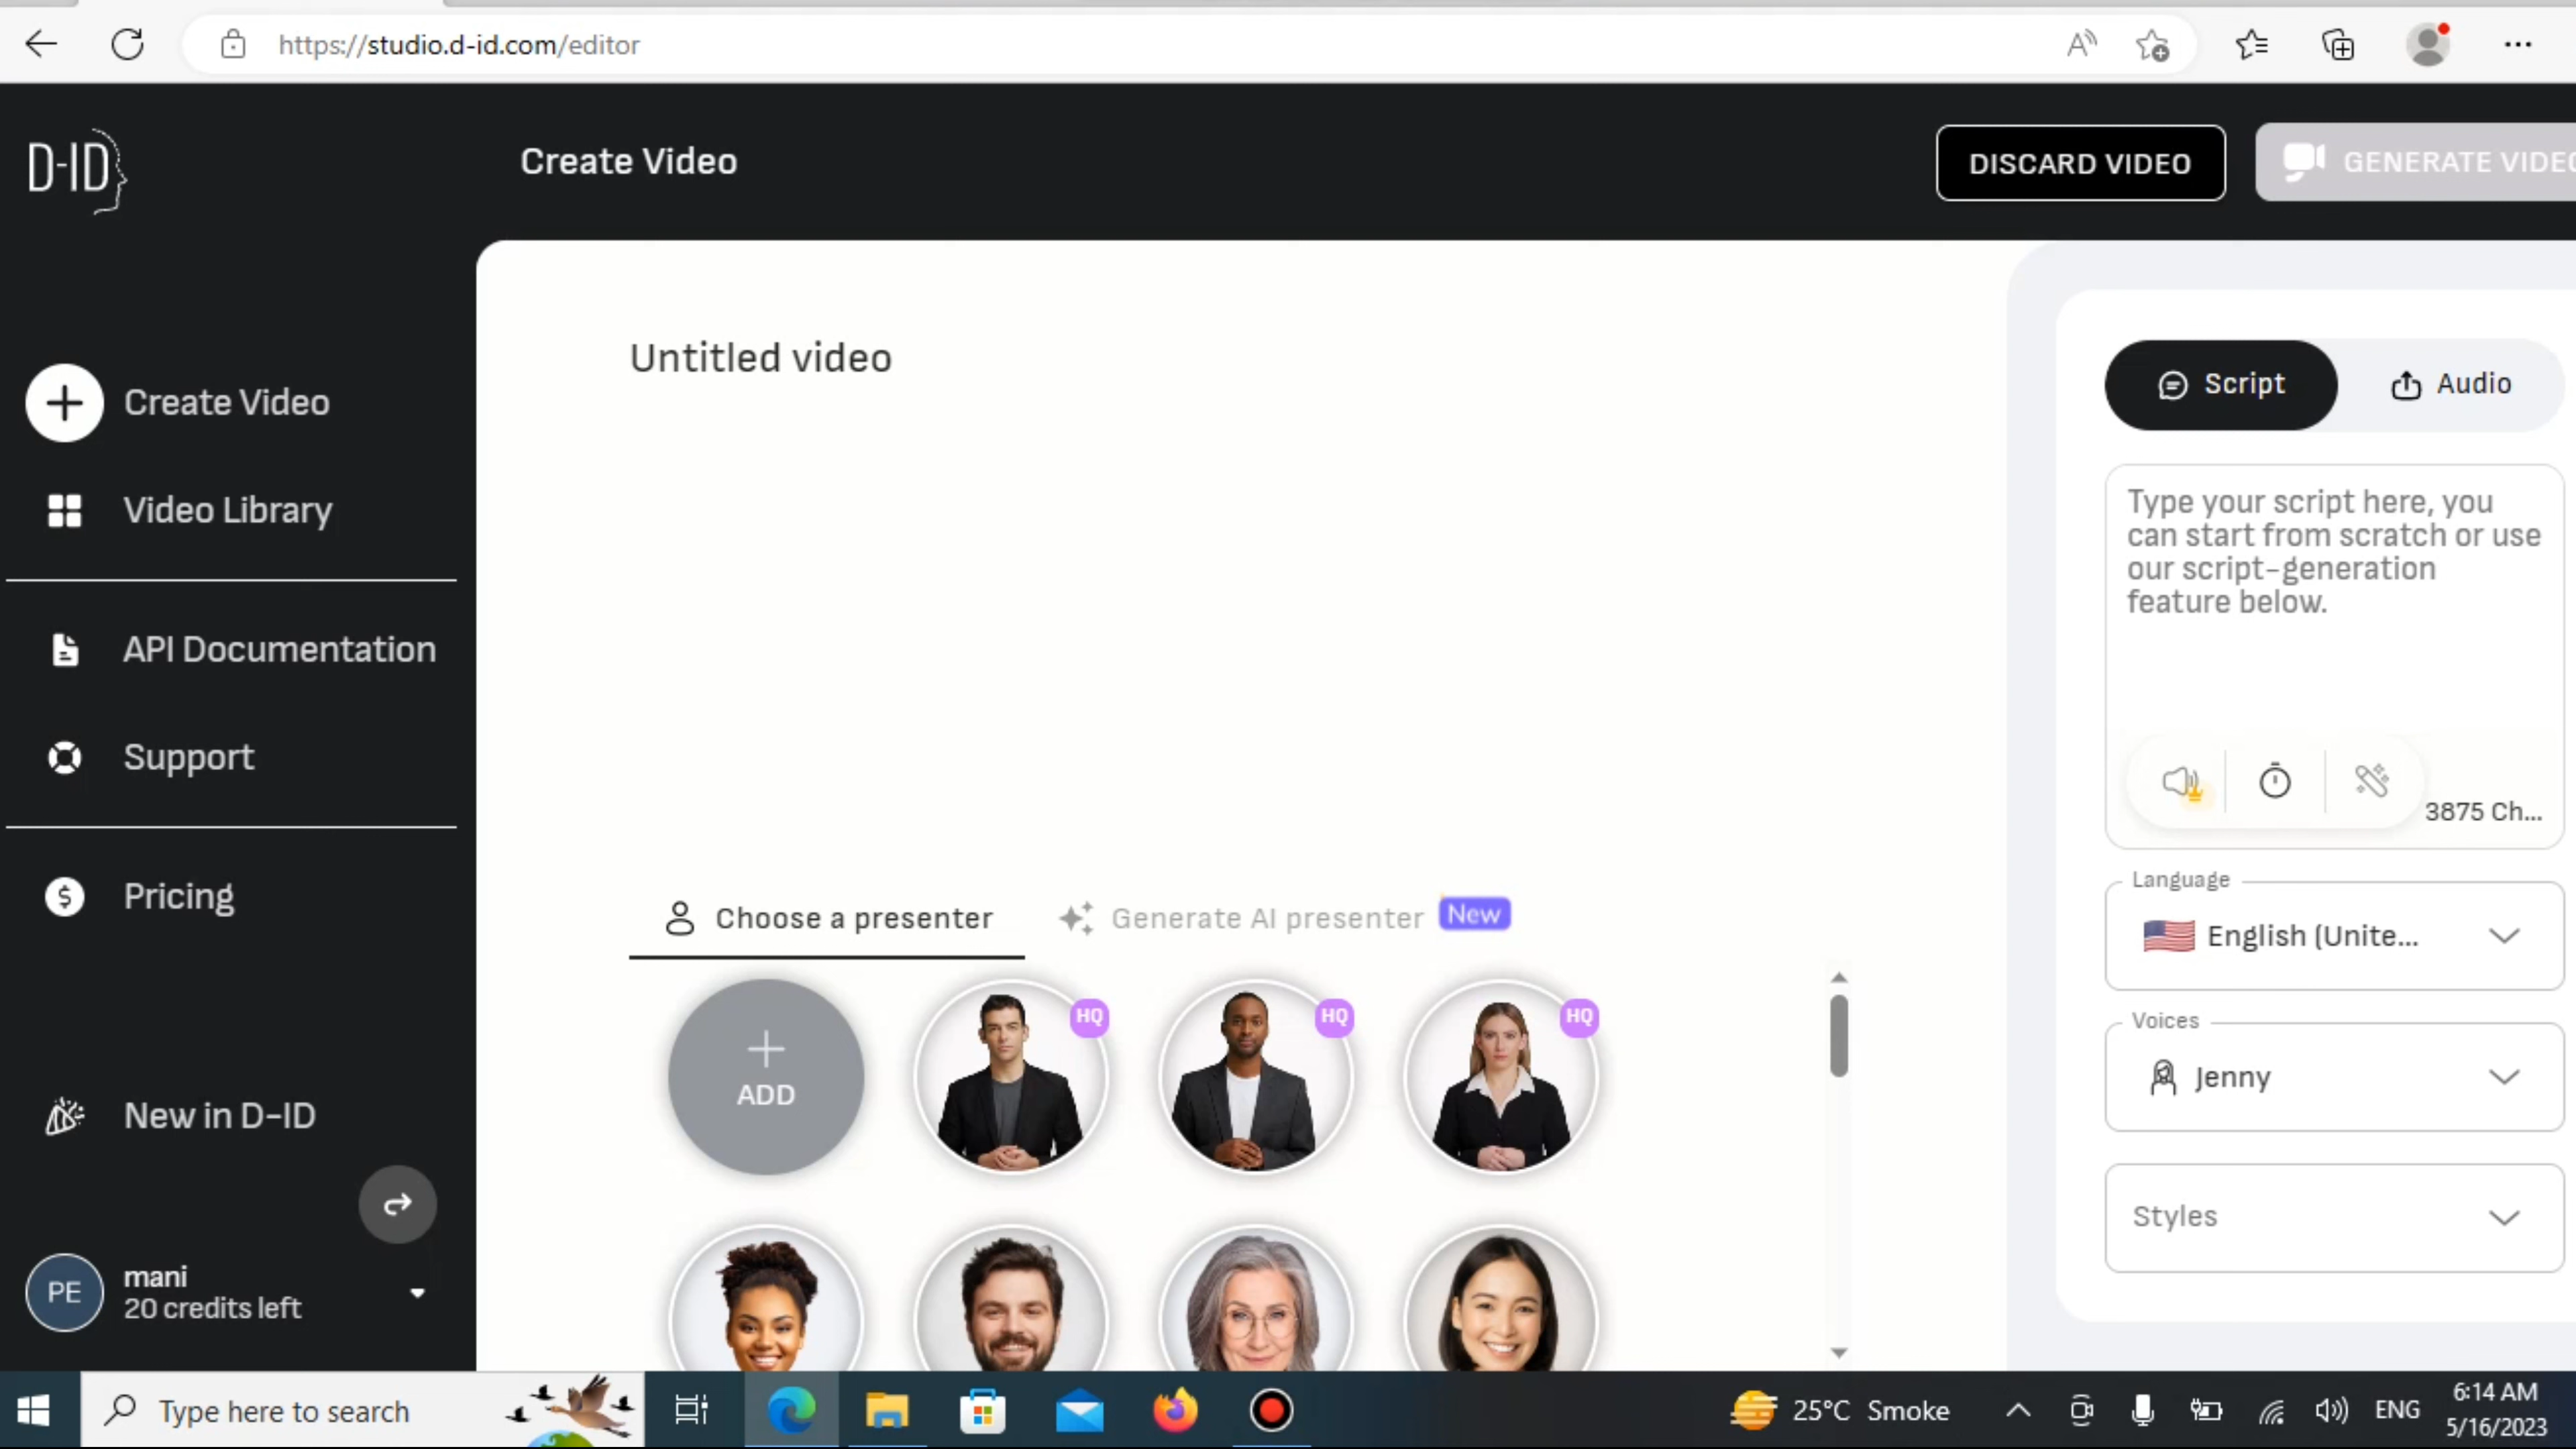 https://studio.d-id.com/editor
D-ID
Create Video
DISCARD VIDEO
GENERATE VIDEO
Create Video
Video Library
API Documentation
Support
Pricing
New in D-ID
PE
mani
20 credits left
Untitled video
Choose a presenter
Generate AI presenter
New
ADD
HQ
HQ
HQ
Script
Audio
Type your script here, you
can start from scratch or use
our script-generation
feature below.
3875 Ch...
Language
English (Unite...
Voices
Jenny
Styles
Type here to search
25°C Smoke
ENG
6:14 AM
5/16/2023